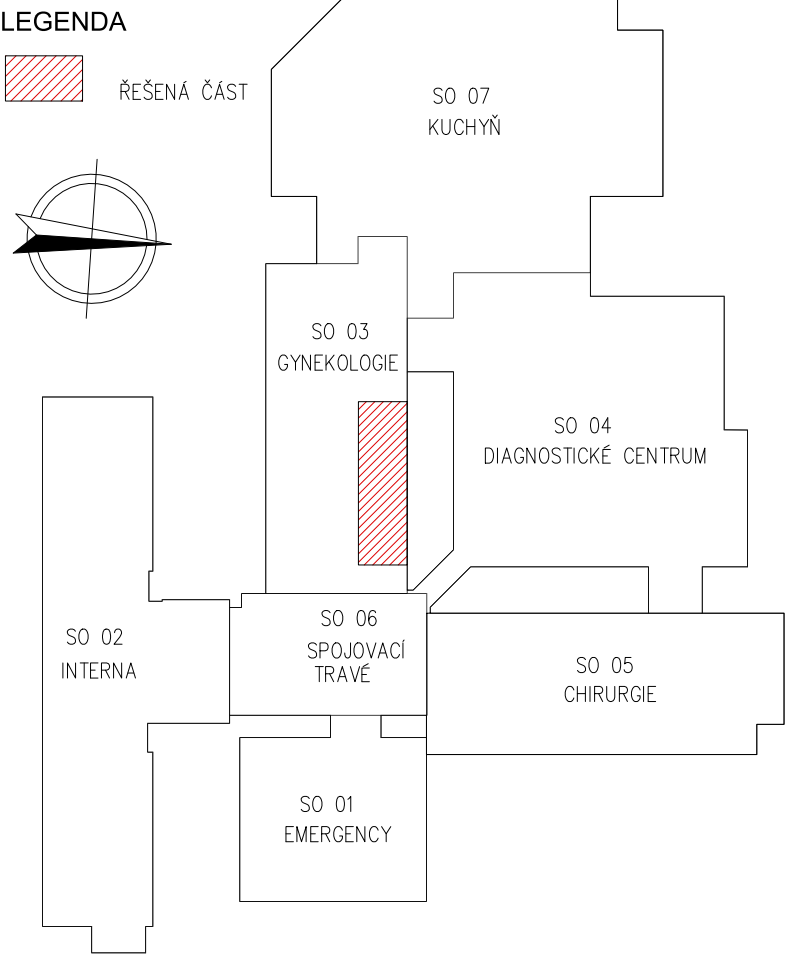 LEGENDA
ŘEŠENÁ ČÁST
SO 07
KUCHYŇ
SO 03
GYNEKOLOGIE
SO 04
DIAGNOSTICKÉ CENTRUM
SO 06
SPOJOVACÍ
TRAVÉ
SO 02
INTERNA
SO 05
CHIRURGIE
SO 01
EMERGENCY